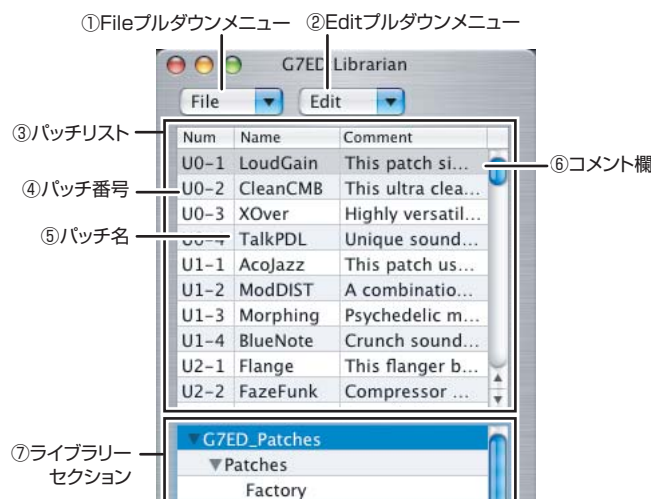 ①Fileプルダウンメニュー ②Editプルダウンメニュー
G7ED Librarian
File Edit
③パッチリスト
Num Name Comment
U0-1 LoudGain This patch si...
⑥コメント欄
④パッチ番号
U0-2 CleanCMB This ultra clea...
U0-3 XOver Highly versatil...
⑤パッチ名
U0-4 TalkPDL Unique sound...
U1-1 AcoJazz This patch us...
U1-2 ModDIST A combinatio...
U1-3 Morphing Psychedelic m...
U1-4 BlueNote Crunch sound...
U2-1 Flange This flanger b...
U2-2 FazeFunk Compressor ...
⑦ライブラリー
セクション
G7ED_Patches
Patches
Factory